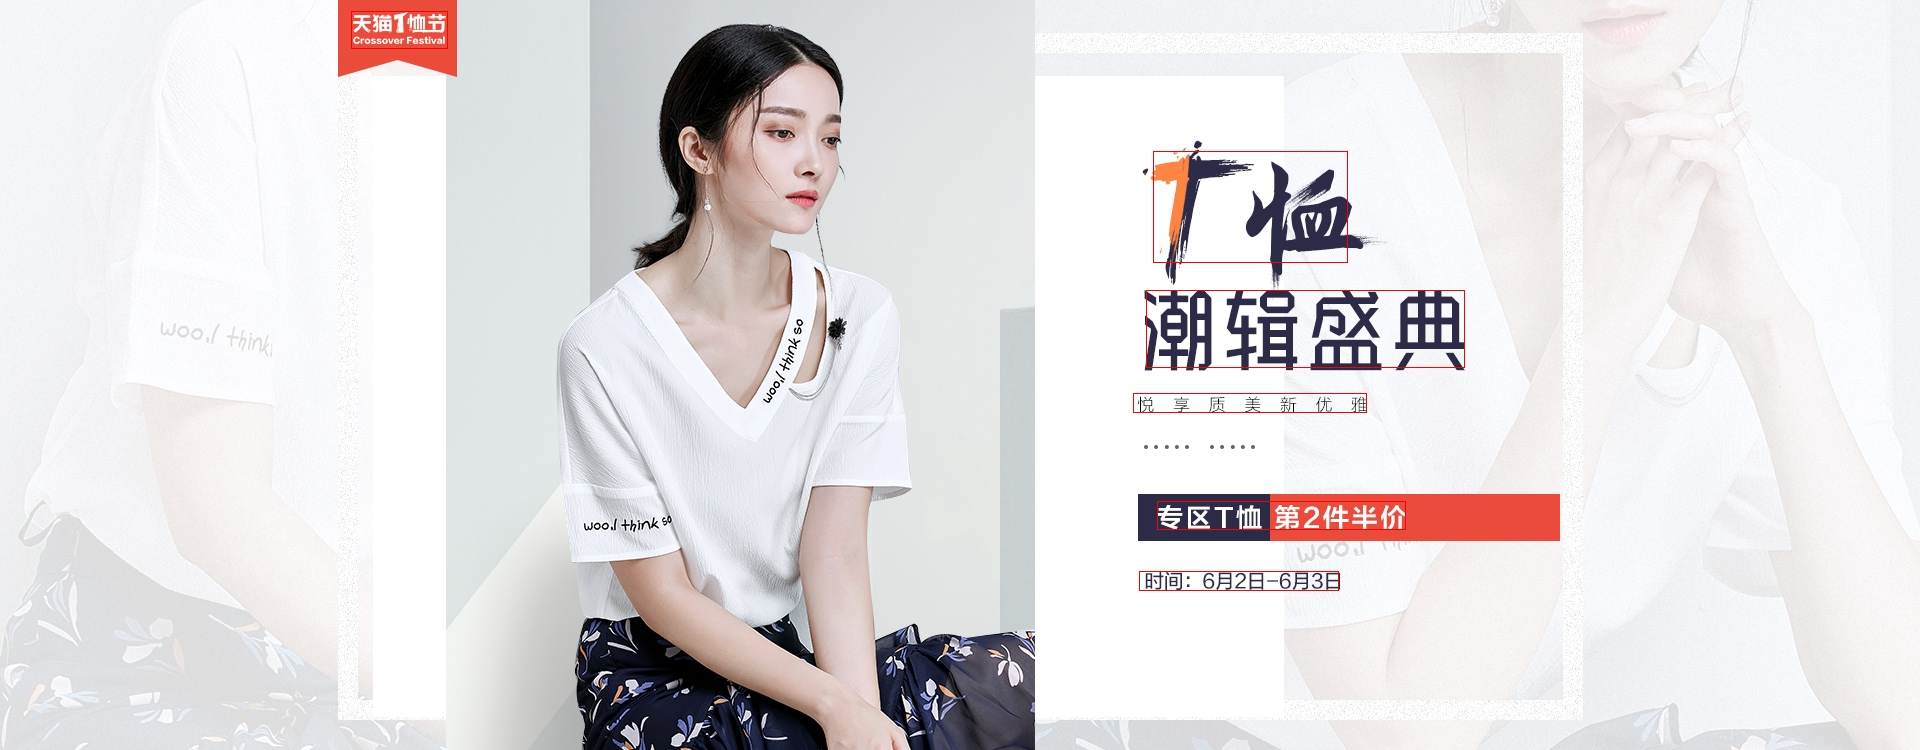 天猫T恤节
Crossover Festival
T恤
潮辑盛典
悦享质美新优雅
专区T恤 第2件半价
时间：6月2日-6月3日
woo.l think so
woo.l think so
woo.l think
woo.l thi